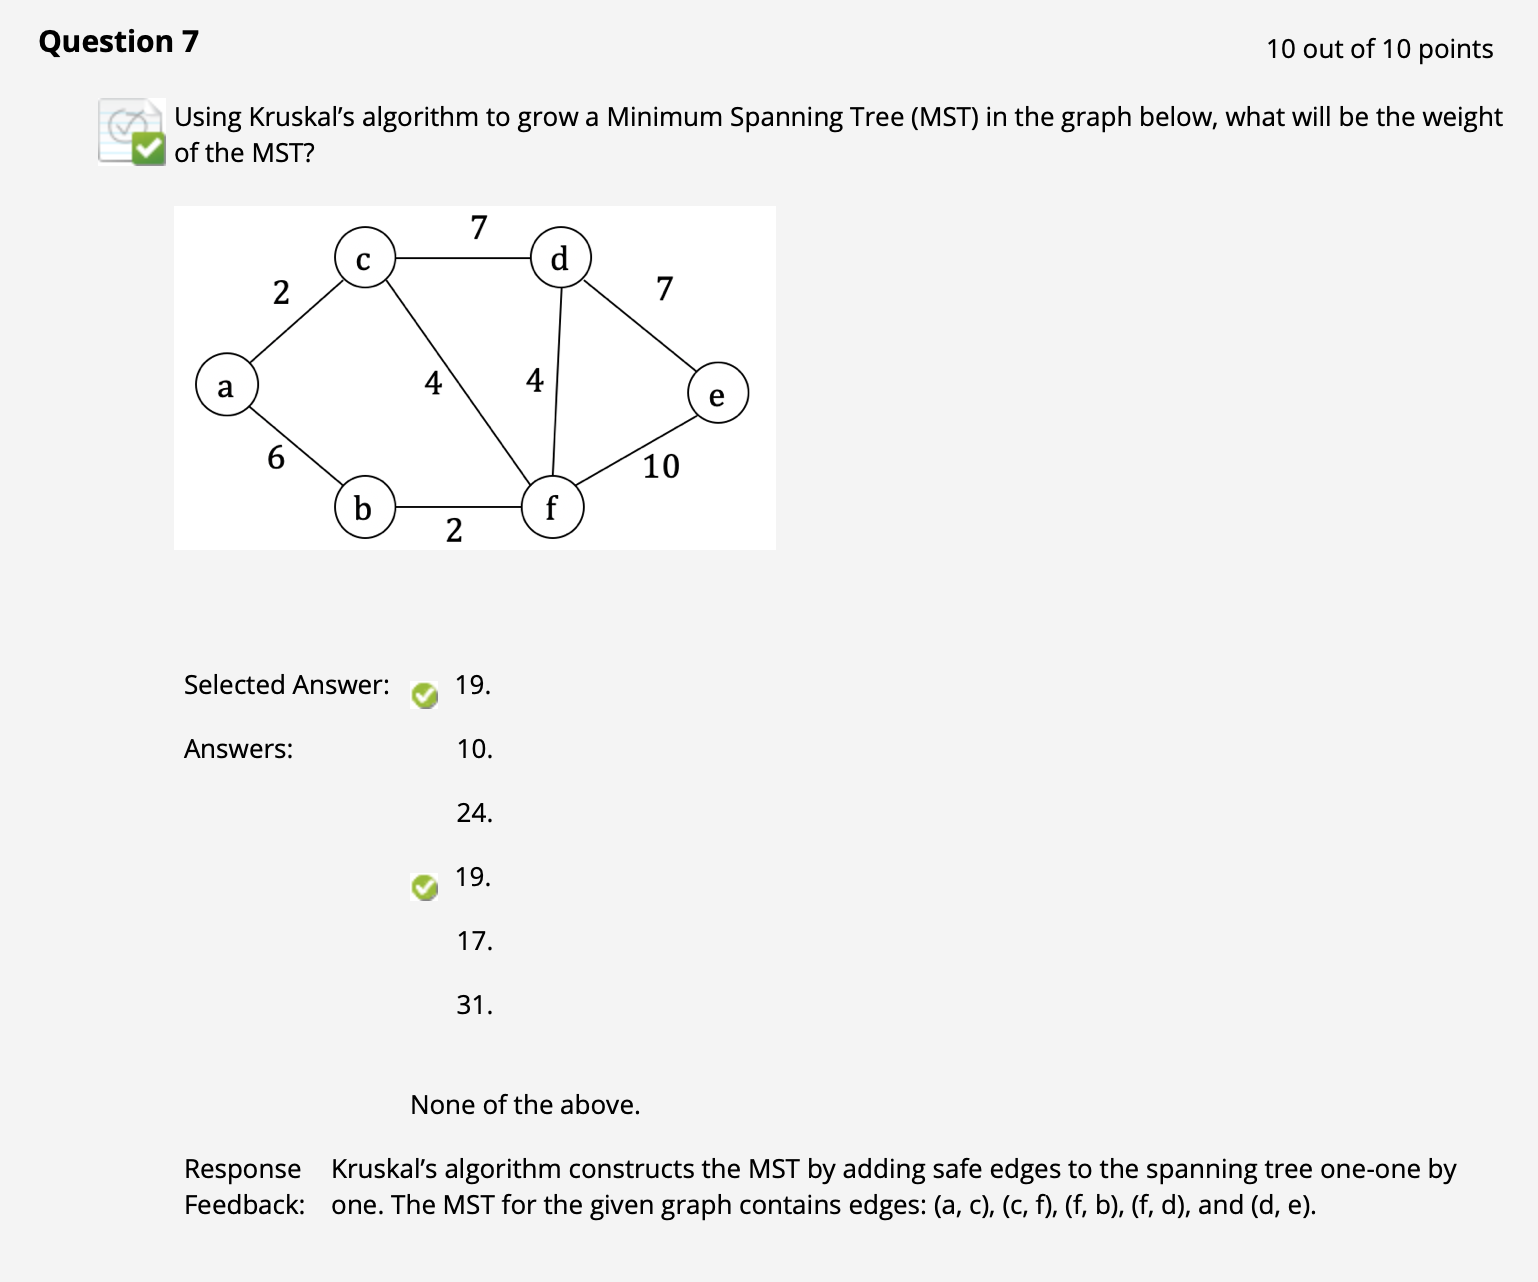 Question 7
10 out of 10 points
Using Kruskal’s algorithm to grow a Minimum Spanning Tree (MST) in the graph below, what will be the weight
of the MST?
7
c
d
2
7
a
4
4
e
6
10
b
f
2
Selected Answer: 19.
Answers: 10.
24.
19.
17.
31.
None of the above.
Response Kruskal’s algorithm constructs the MST by adding safe edges to the spanning tree one-one by
Feedback: one. The MST for the given graph contains edges: (a, c), (c, f), (f, b), (f, d), and (d, e).